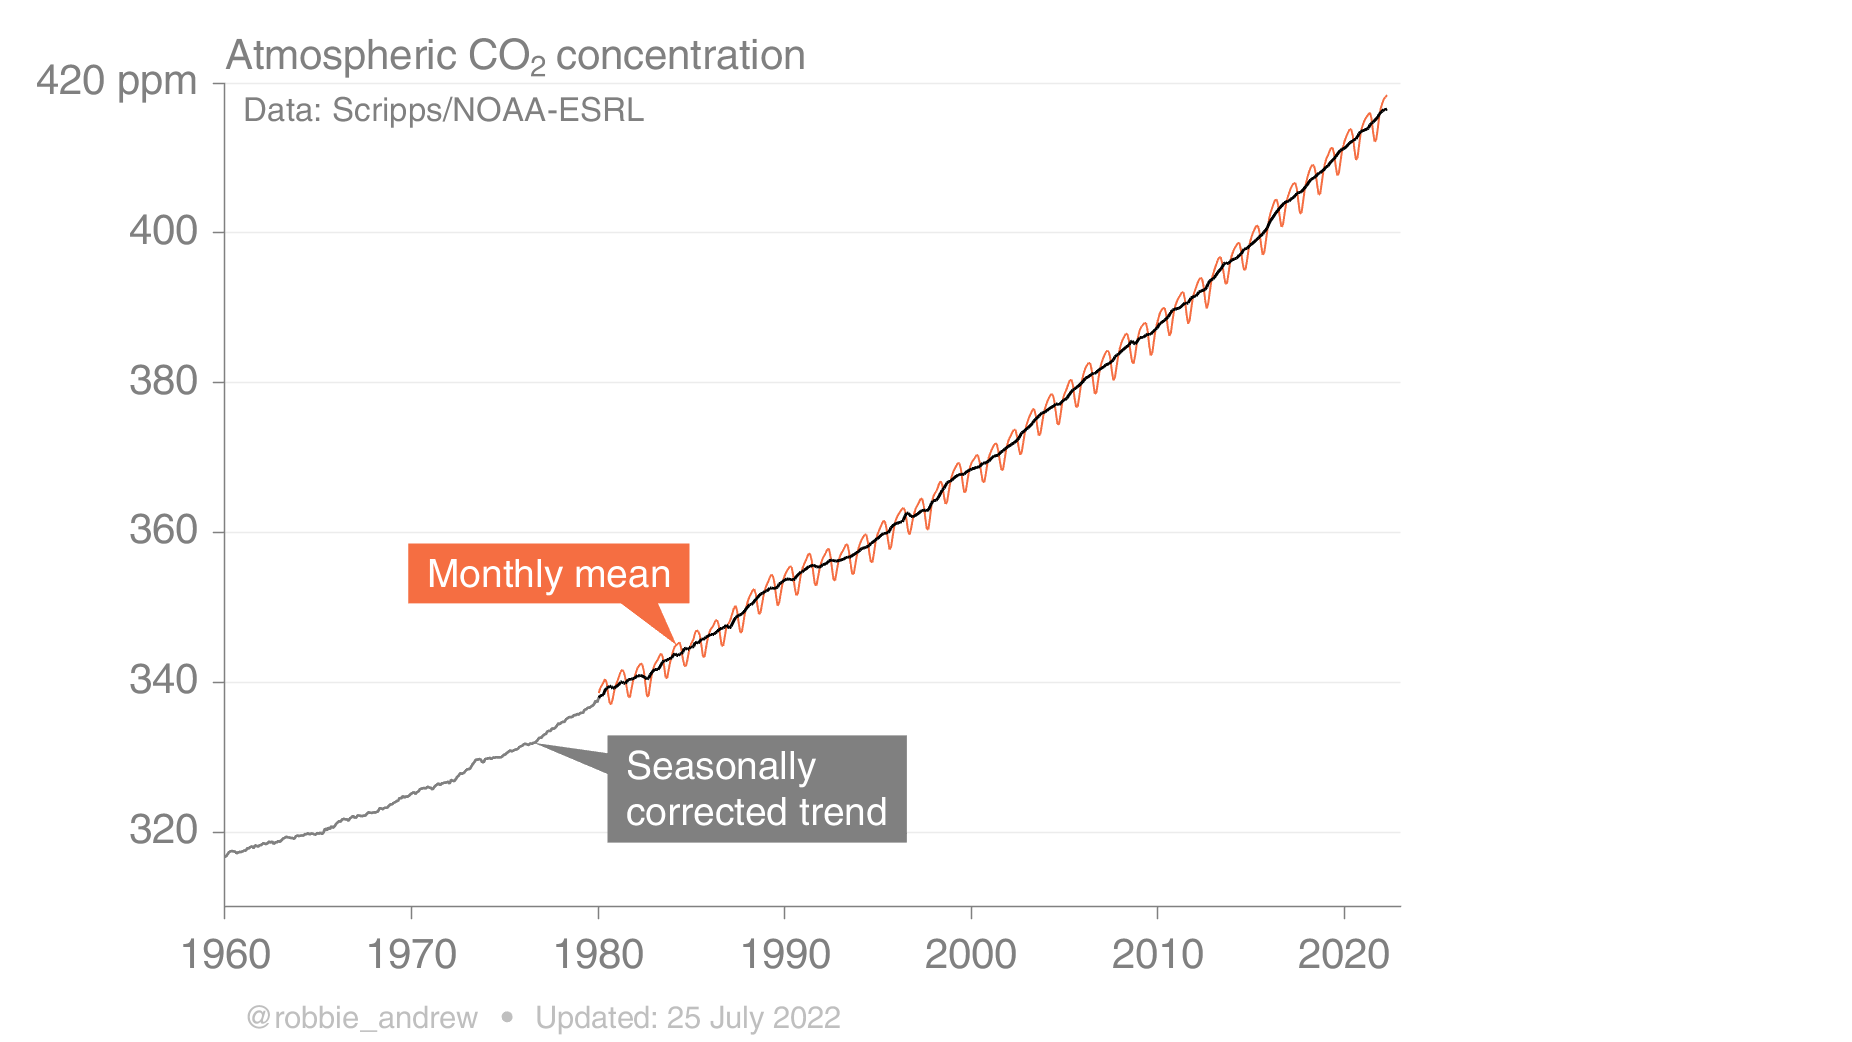 Atmospheric CO₂ concentration
420 ppm
Data: Scripps/NOAA-ESRL
400
380
360
Monthly mean
340
Seasonally
corrected trend
320
1960 1970 1980 1990 2000 2010 2020
@robbie_andrew • Updated: 25 July 2022